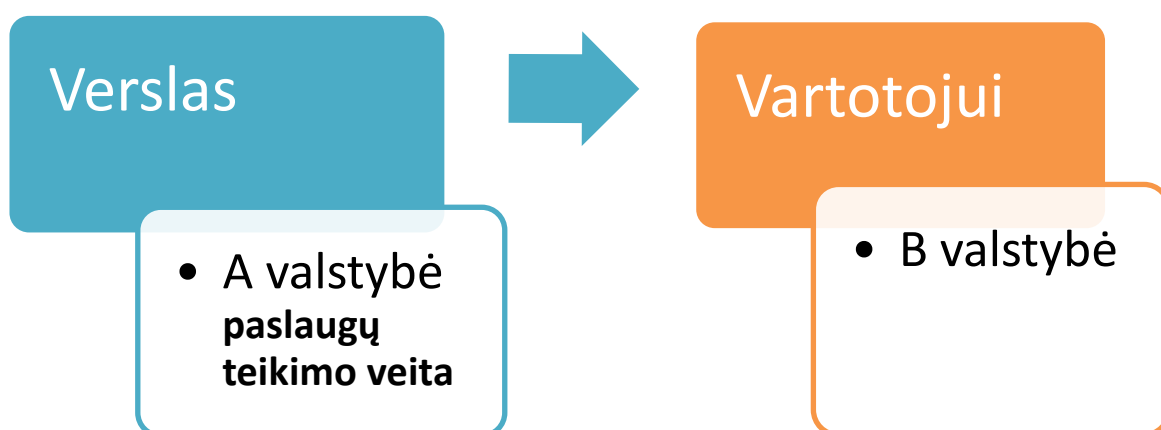 Verslas
• A valstybė
paslaugų
teikimo veita
Vartotojui
• B valstybė